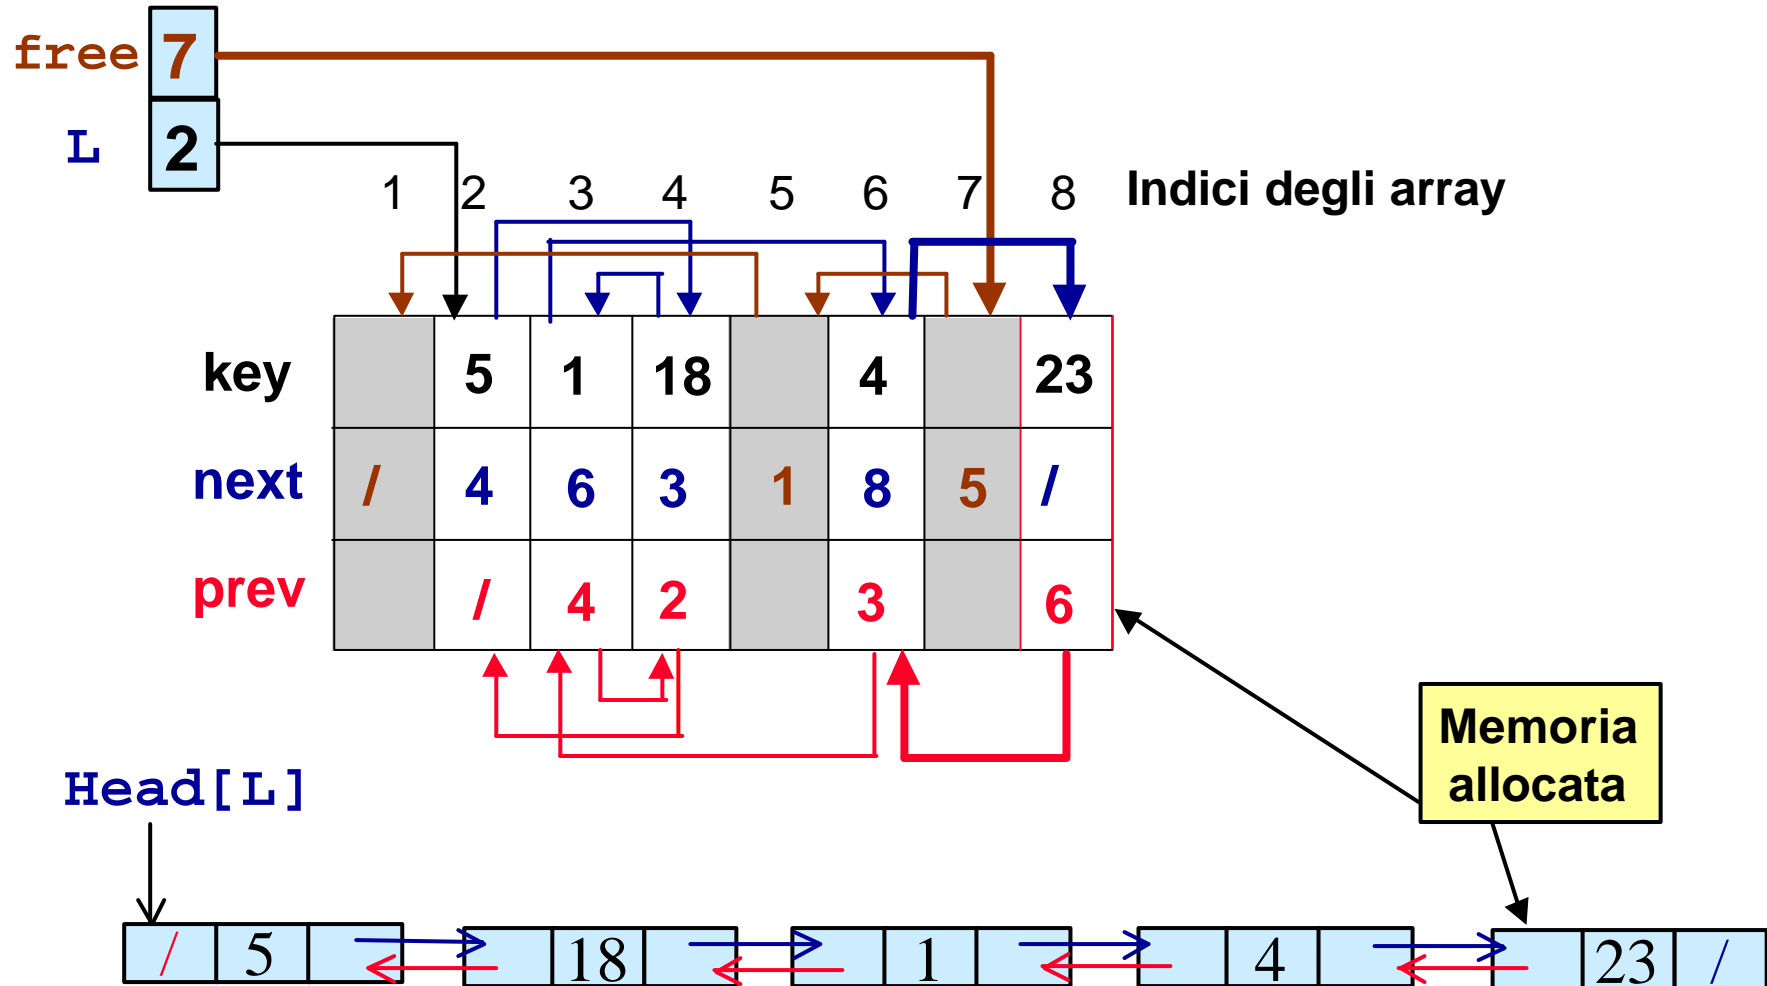 free 7
L 2
1 2 3 4 5 6 7 8 Indici degli array
key 5 1 18 4 23
next / 4 6 3 1 8 5 /
prev / 4 2 3 6
Memoria
allocata
Head[L]
/ 5 18 1 4 23 /